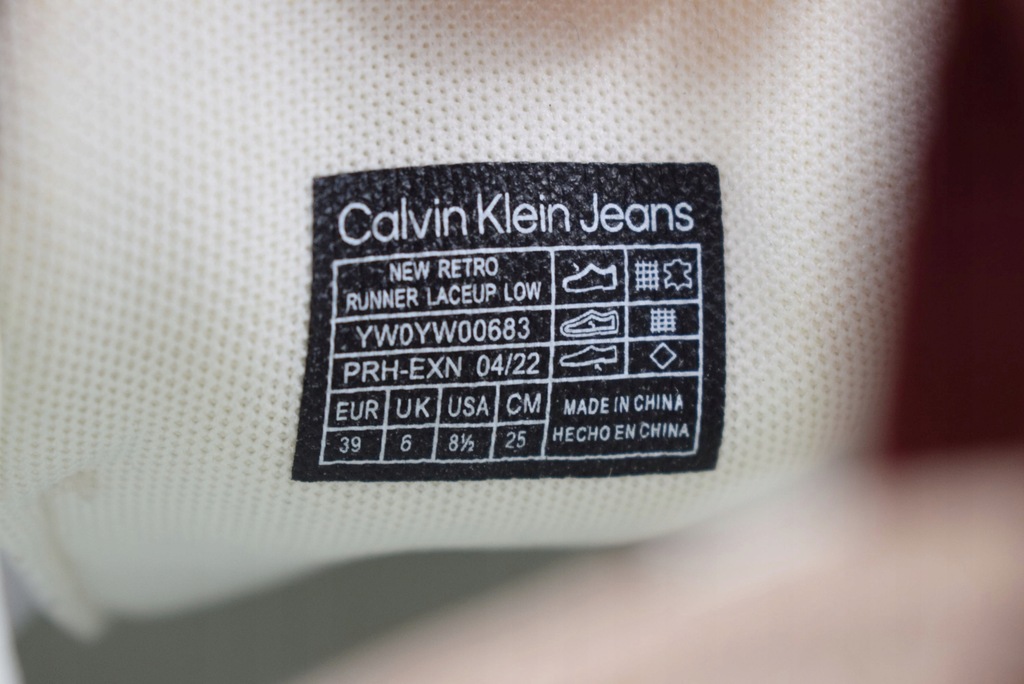 Calvin Klein Jeans
NEW RETRO
RUNNER LACEUP LOW
YW0YW00683
PRH-EXN 04/22
EUR UK USA CM
39 6 8½ 25
MADE IN CHINA
HECHO EN CHINA